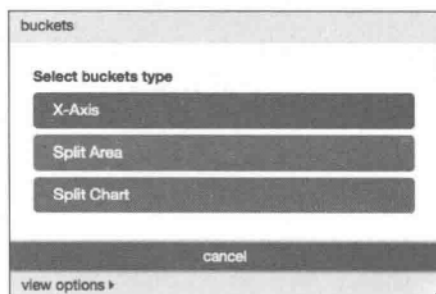 buckets
Select buckets type
X-Axis
Split Area
Split Chart
cancel
view options ▸